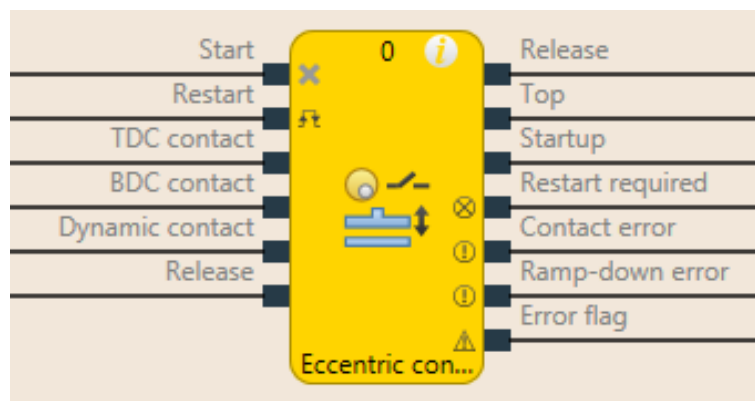 Start
0
i
Release
Restart
Top
TDC contact
Startup
BDC contact
Restart required
Dynamic contact
Contact error
Release
Ramp-down error
Error flag
Eccentric con...